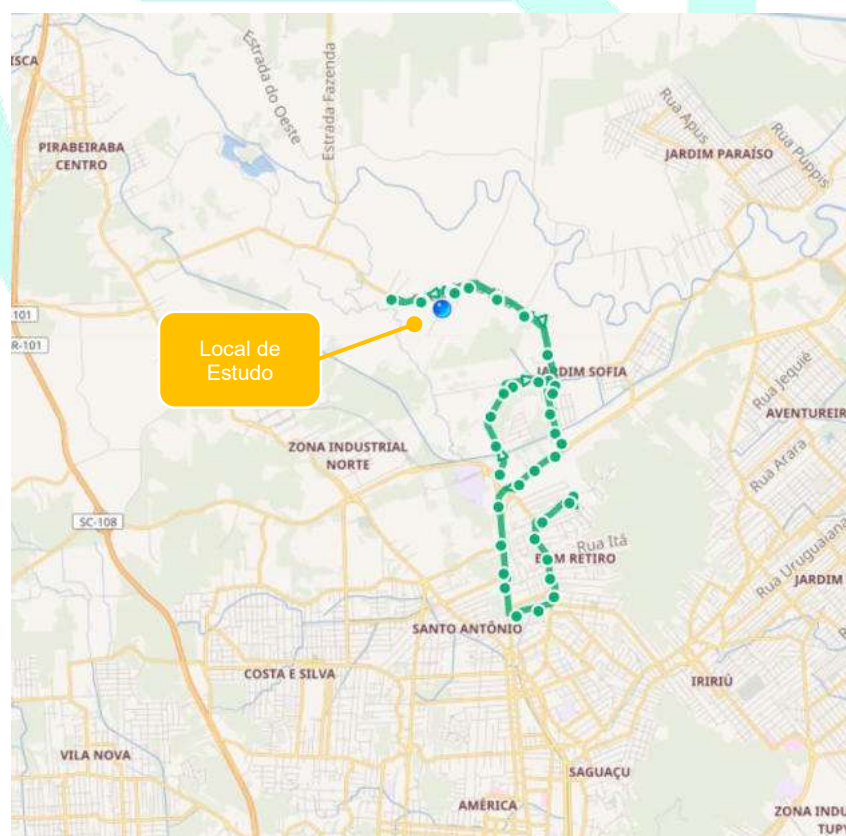 ISCA
Estrada do Oeste
Estrada Fazenda
PIRABEIRABA
CENTRO
Rua Apus
Rua Puppis
JARDIM PARAÍSO
101
R-101
Local de
Estudo
JARDIM SOFIA
Rua Jequié
AVENTUREIR
ZONA INDUSTRIAL
NORTE
Rua Arara
SC-108
Rua Itá
BOM RETIRO
Rua Uruguaiana
JARDIM
SANTO ANTÔNIO
COSTA E SILVA
IRIRIÚ
VILA NOVA
SAGUAÇU
AMÉRICA
ZONA INDU
TUPY